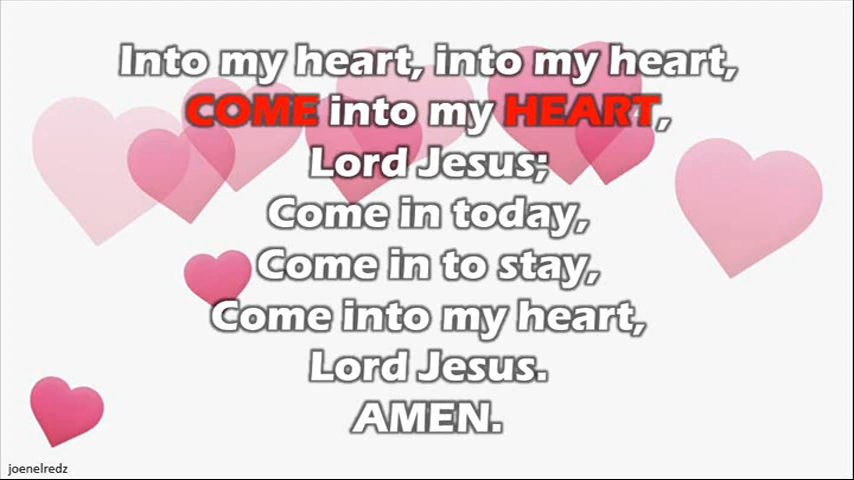 Into my heart, into my heart,
COME into my HEART,
Lord Jesus;
Come in today,
Come in to stay,
Come into my heart,
Lord Jesus.
AMEN.
joenelredz